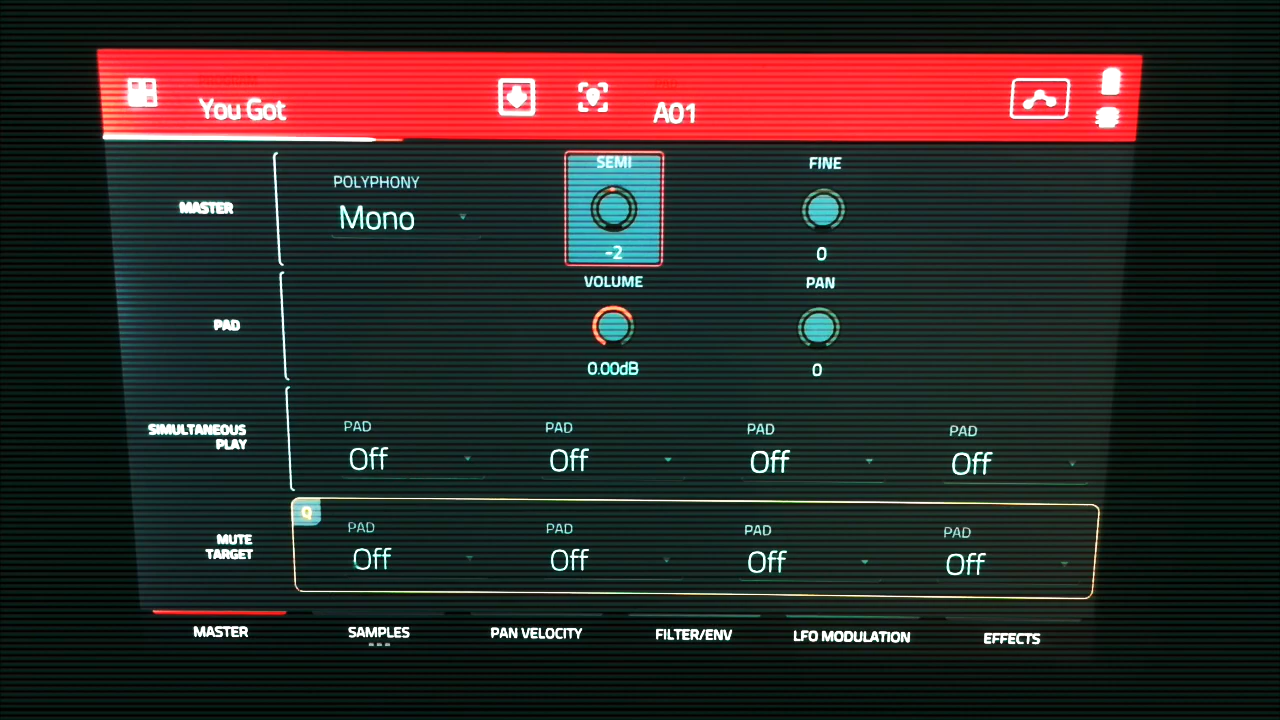 You Got
A01
MASTER
POLYPHONY
Mono
SEMI
-2
FINE
0
PAD
VOLUME
0.00dB
PAN
0
SIMULTANEOUS
PLAY
PAD PAD PAD PAD
Off Off Off Off
Q
MUTE
TARGET
PAD PAD PAD PAD
Off Off Off Off
MASTER SAMPLES PAN VELOCITY FILTER/ENV LFO MODULATION EFFECTS